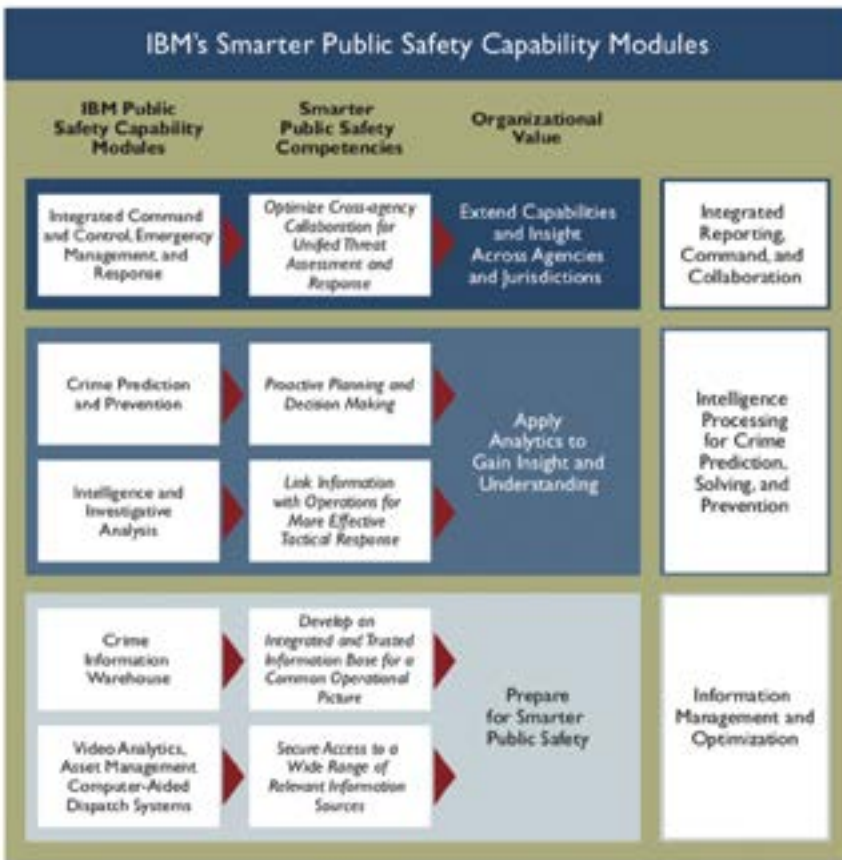 IBM's Smarter Public Safety Capability Modules
IBM Public
Safety Capability
Modules
Smarter
Public Safety
Competencies
Organizational
Value
Integrated Command
and Control, Emergency
Management, and
Response
Optimize Cross-agency
Collaboration for
Unified Threat
Assessment and
Response
Extend Capabilities
and Insight
Across Agencies
and Jurisdictions
Integrated
Reporting,
Command, and
Collaboration
Crime Prediction
and Prevention
Proactive Planning and
Decision Making
Intelligence and
Investigative
Analysis
Link Information
with Operations for
More Effective
Tactical Response
Apply
Analytics to
Gain Insight and
Understanding
Intelligence
Processing
for Crime
Prediction,
Solving, and
Prevention
Crime
Information
Warehouse
Develop an
Integrated and Trusted
Information Base for a
Common Operational
Picture
Video Analytics,
Asset Management
Computer-Aided
Dispatch Systems
Secure Access to a
Wide Range of
Relevant Information
Sources
Prepare
for Smarter
Public Safety
Information
Management and
Optimization